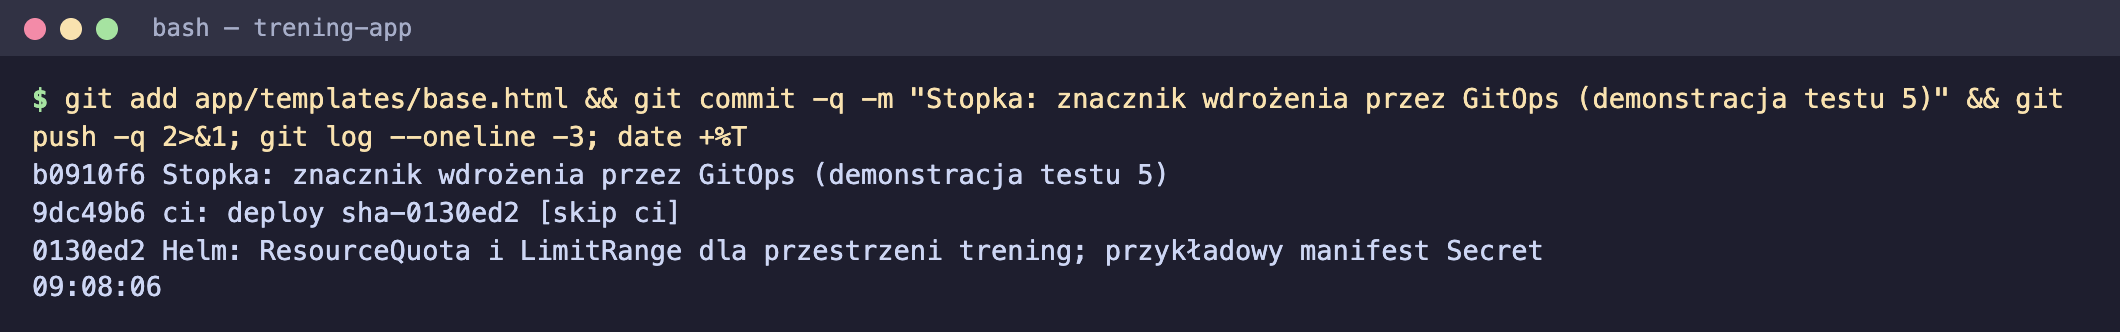 bash — trening-app
$ git add app/templates/base.html && git commit -q -m "Stopka: znacznik wdrożenia przez GitOps (demonstracja testu 5)" && git
push -q 2>&1; git log --oneline -3; date +%T
b0910f6 Stopka: znacznik wdrożenia przez GitOps (demonstracja testu 5)
9dc49b6 ci: deploy sha-0130ed2 [skip ci]
0130ed2 Helm: ResourceQuota i LimitRange dla przestrzeni trening; przykładowy manifest Secret
09:08:06